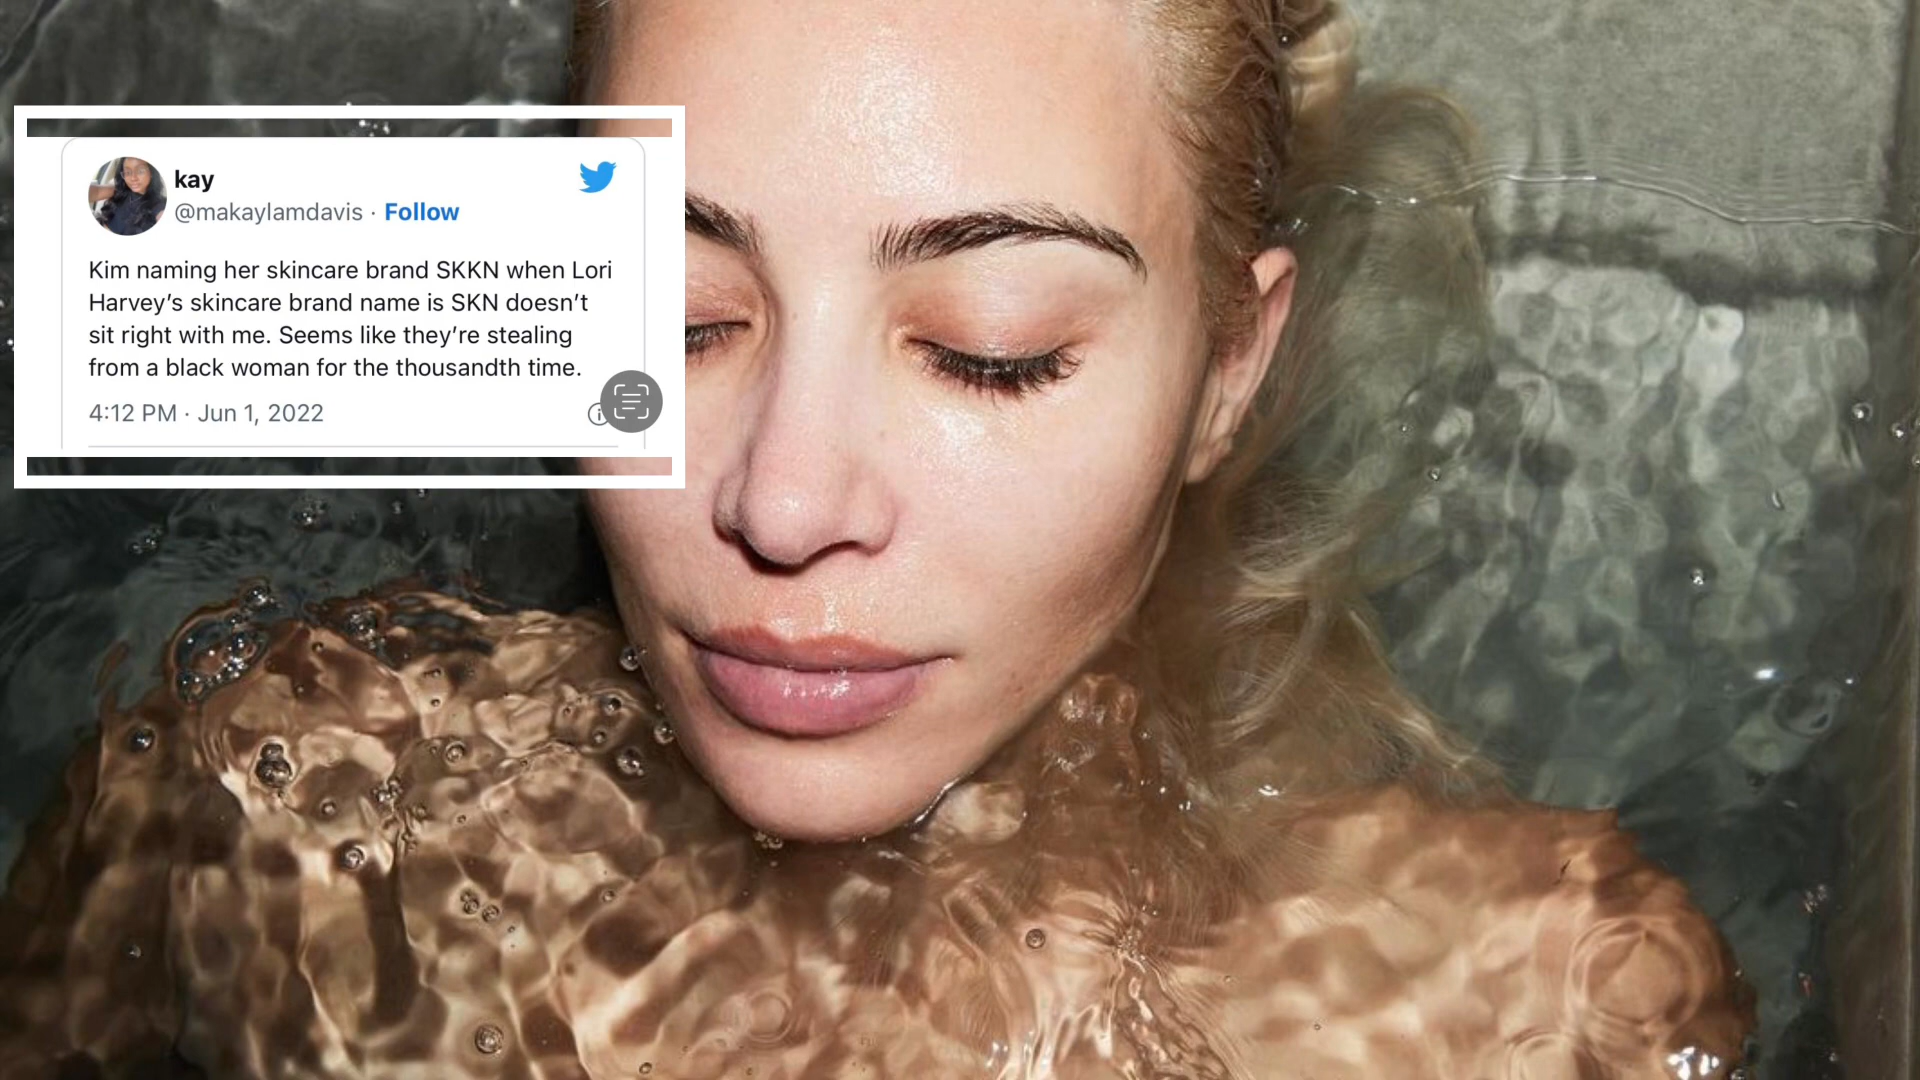 kay
@makaylamdavis · Follow
Kim naming her skincare brand SKKN when Lori
Harvey’s skincare brand name is SKN doesn’t
sit right with me. Seems like they’re stealing
from a black woman for the thousandth time.
4:12 PM · Jun 1, 2022